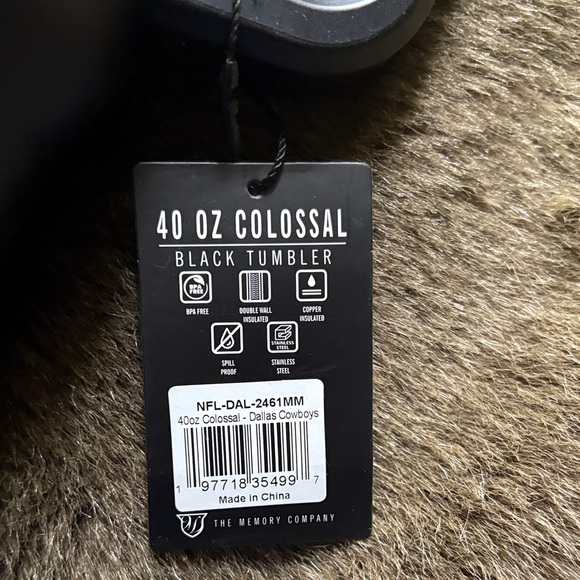 40 OZ COLOSSAL
BLACK TUMBLER
BPA FREE
BPA FREE
DOUBLE WALL INSULATED
COPPER INSULATED
SPILL PROOF
STAINLESS STEEL
STAINLESS STEEL
NFL-DAL-2461MM
40oz Colossal - Dallas Cowboys
1 97718 35499 7
Made in China
THE MEMORY COMPANY